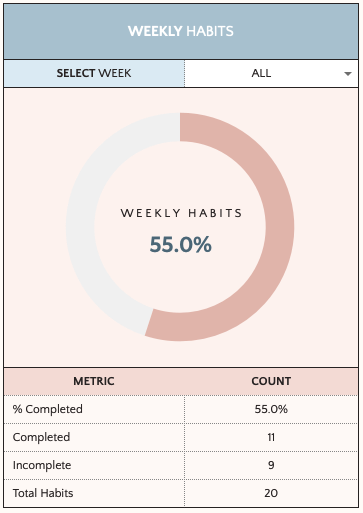 WEEKLY HABITS
SELECT WEEK ALL
WEEKLY HABITS
55.0%
METRIC COUNT
% Completed 55.0%
Completed 11
Incomplete 9
Total Habits 20